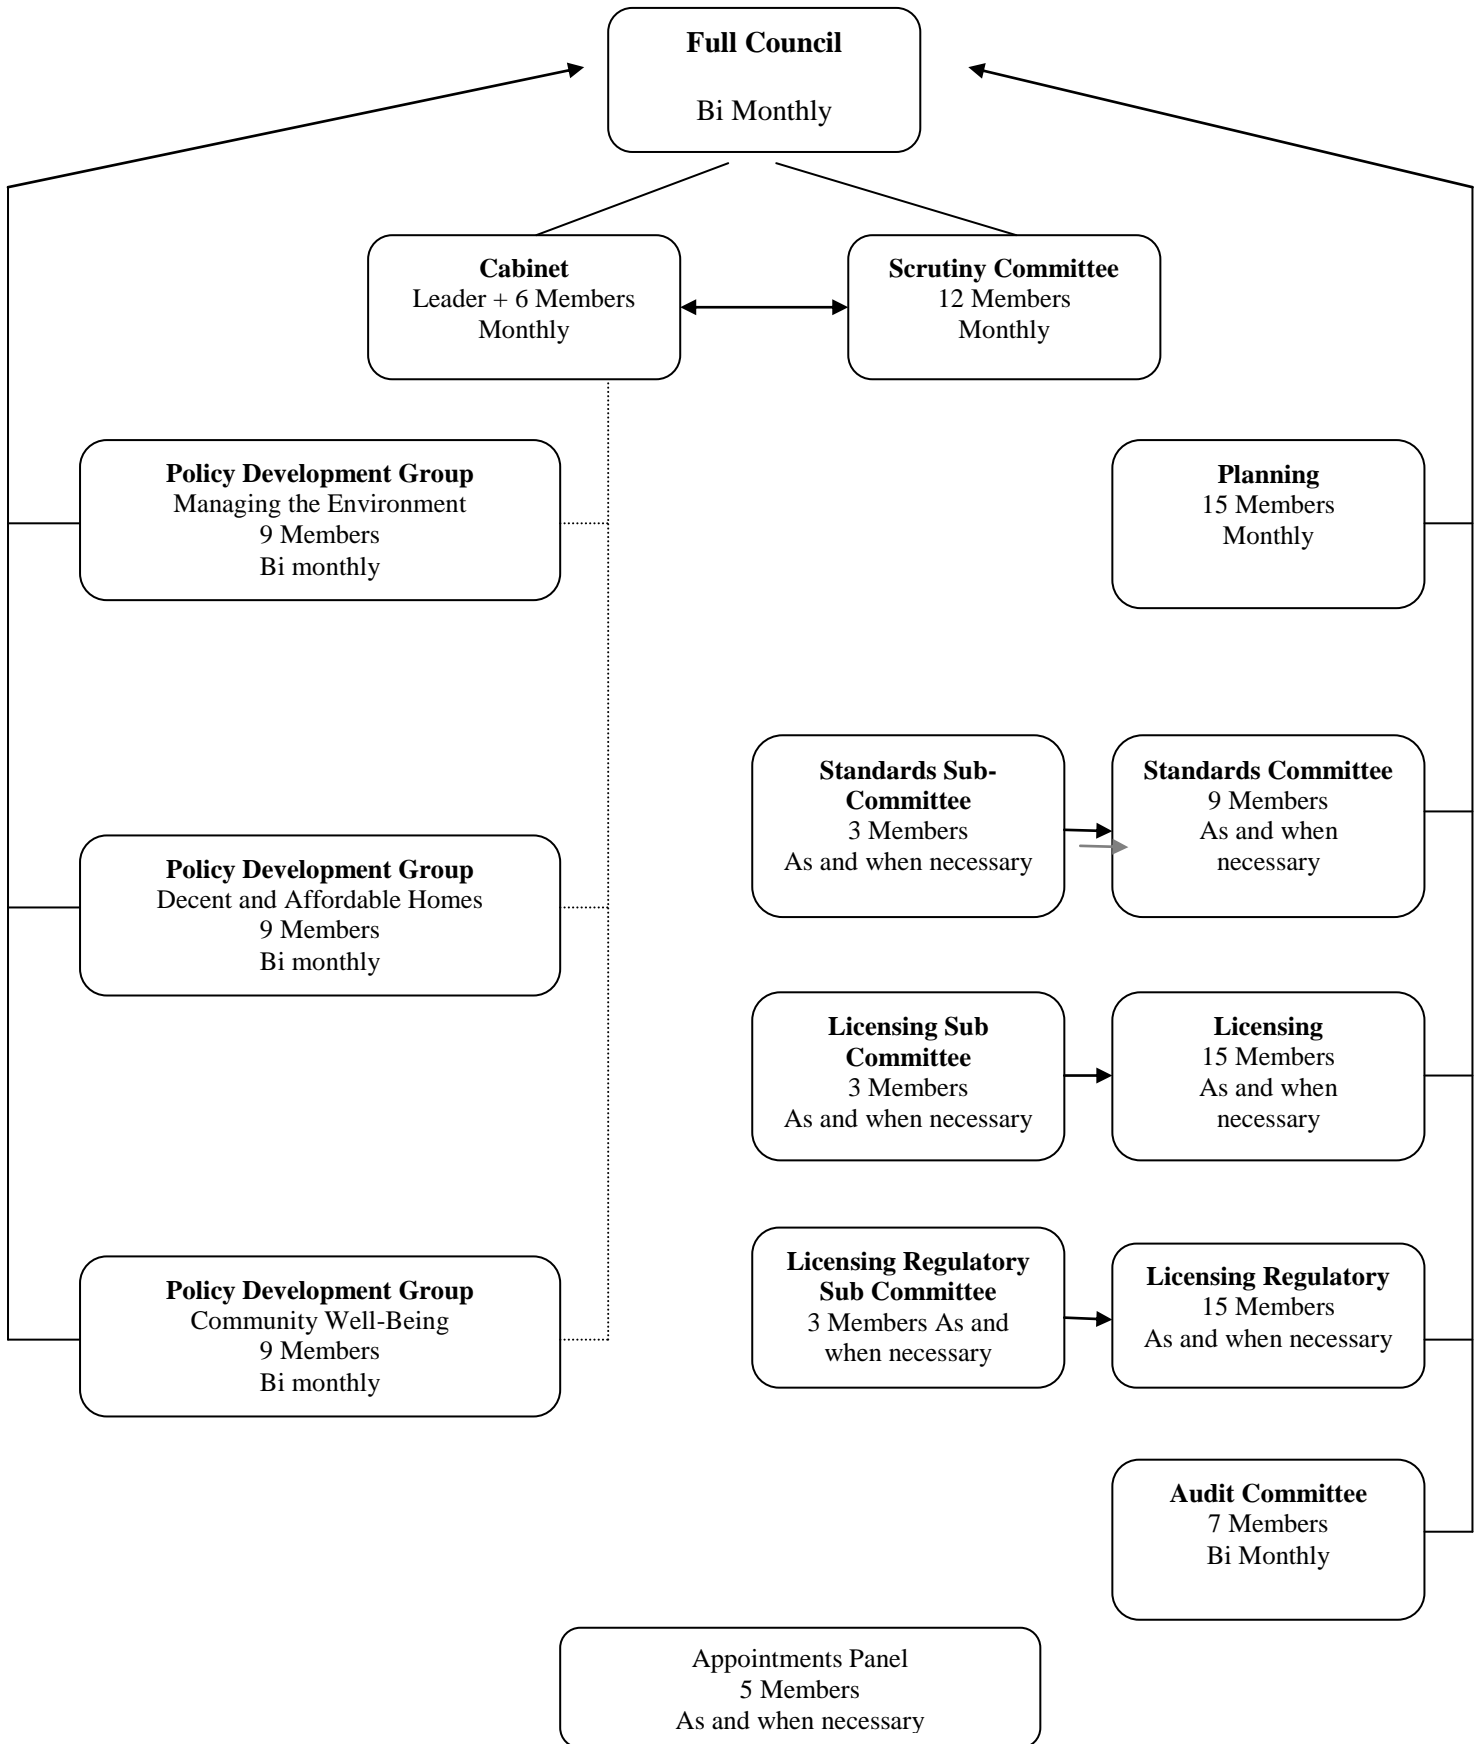 Full Council
Bi Monthly
Cabinet
Leader + 6 Members
Monthly
Scrutiny Committee
12 Members
Monthly
Policy Development Group
Managing the Environment
9 Members
Bi monthly
Planning
15 Members
Monthly
Standards Sub-
Committee
3 Members
As and when necessary
Standards Committee
9 Members
As and when
necessary
Policy Development Group
Decent and Affordable Homes
9 Members
Bi monthly
Licensing Sub
Committee
3 Members
As and when necessary
Licensing
15 Members
As and when
necessary
Policy Development Group
Community Well-Being
9 Members
Bi monthly
Licensing Regulatory
Sub Committee
3 Members As and
when necessary
Licensing Regulatory
15 Members
As and when necessary
Audit Committee
7 Members
Bi Monthly
Appointments Panel
5 Members
As and when necessary